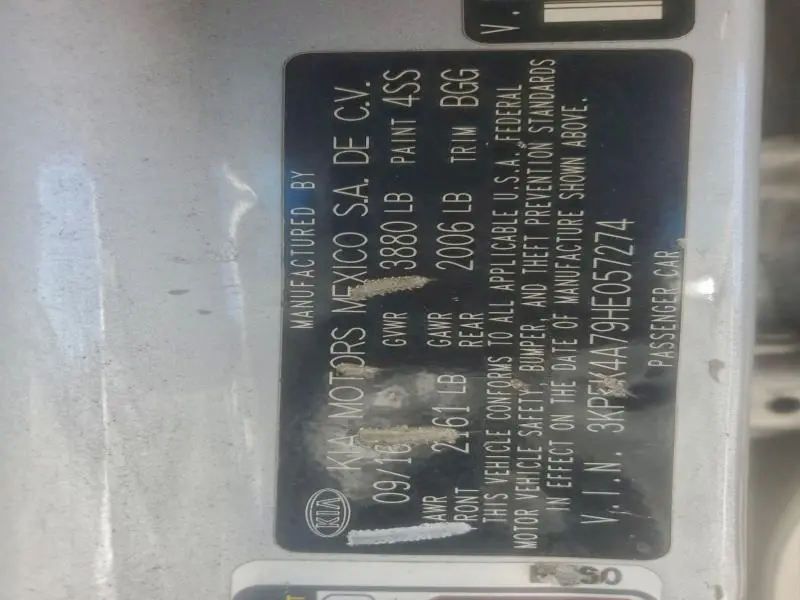 V.
MANUFACTURED BY
KIA KIA MOTORS MEXICO S.A. DE C.V.
09/16 GVWR 3880 LB PAINT 4SS
GAWR FRONT 2161 LB GAWR REAR 2006 LB TRIM BGG
THIS VEHICLE CONFORMS TO ALL APPLICABLE U.S.A. FEDERAL
MOTOR VEHICLE SAFETY, BUMPER, AND THEFT PREVENTION STANDARDS
IN EFFECT ON THE DATE OF MANUFACTURE SHOWN ABOVE.
V.I.N. 3KPFK4A79HE057274
PASSENGER CAR